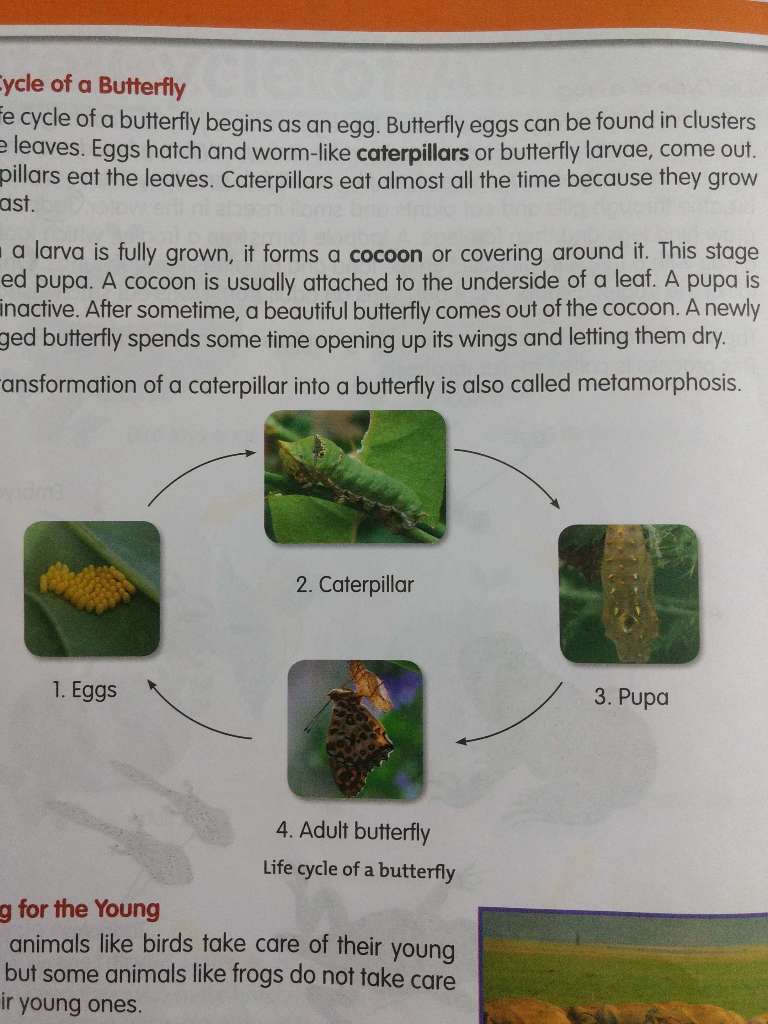 Cycle of a Butterfly
fe cycle of a butterfly begins as an egg. Butterfly eggs can be found in clusters
e leaves. Eggs hatch and worm-like caterpillars or butterfly larvae, come out.
pillars eat the leaves. Caterpillars eat almost all the time because they grow
ast.
a larva is fully grown, it forms a cocoon or covering around it. This stage
ed pupa. A cocoon is usually attached to the underside of a leaf. A pupa is
inactive. After sometime, a beautiful butterfly comes out of the cocoon. A newly
ged butterfly spends some time opening up its wings and letting them dry.
ransformation of a caterpillar into a butterfly is also called metamorphosis.
2. Caterpillar
1. Eggs
3. Pupa
4. Adult butterfly
Life cycle of a butterfly
g for the Young
animals like birds take care of their young
but some animals like frogs do not take care
ir young ones.